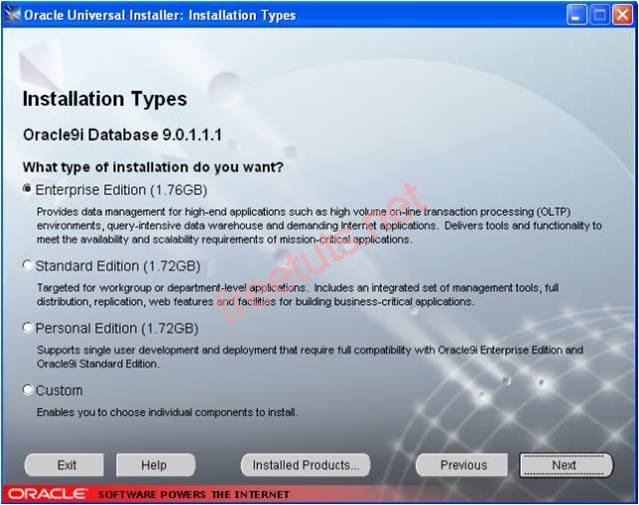 Oracle Universal Installer: Installation Types
Installation Types
Oracle9i Database 9.0.1.1.1
What type of installation do you want?
Enterprise Edition (1.76GB)
Provides data management for high-end applications such as high volume on-line transaction processing (OLTP)
environments, query-intensive data warehouse and demanding Internet applications. Delivers tools and functionality to
meet the availability and scalability requirements of mission-critical applications.
Standard Edition (1.72GB)
Targeted for workgroup or department-level applications. Includes an integrated set of management tools, full
distribution, replication, web features and facilities for building business-critical applications.
Personal Edition (1.72GB)
Supports single user development and deployment that require full compatibility with Oracle9i Enterprise Edition and
Oracle9i Standard Edition.
Custom
Enables you to choose individual components to install.
freetuts.net
Exit Help Installed Products... Previous Next
ORACLE SOFTWARE POWERS THE INTERNET